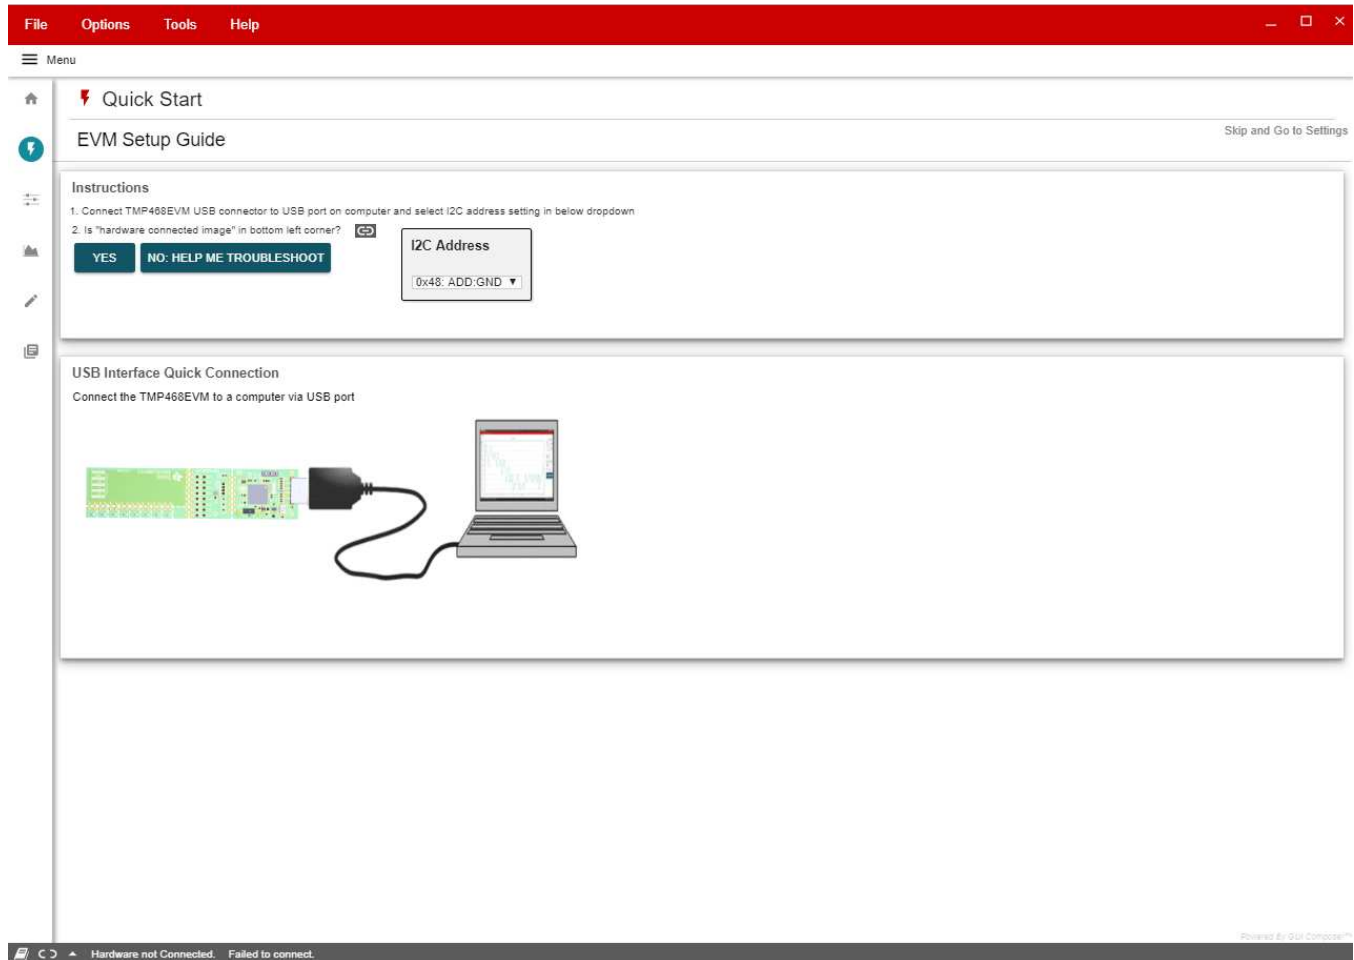 File Options Tools Help
Menu
Quick Start
EVM Setup Guide
Skip and Go to Settings
Instructions
1. Connect TMP468EVM USB connector to USB port on computer and select I2C address setting in below dropdown
2. Is "hardware connected image" in bottom left corner?
YES
NO: HELP ME TROUBLESHOOT
I2C Address
0x48: ADD:GND
USB Interface Quick Connection
Connect the TMP468EVM to a computer via USB port
Powered By GUI Composer™
Hardware not Connected. Failed to connect.